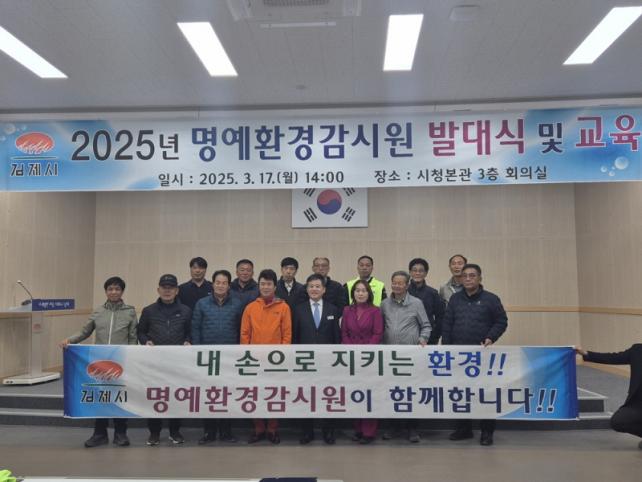 김제시
2025년 명예환경감시원 발대식 및 교육
일시 : 2025. 3. 17.(월) 14:00 장소 : 시청본관 3층 회의실
내 손으로 지키는 환경!!
김제시
명예환경감시원이 함께합니다!!